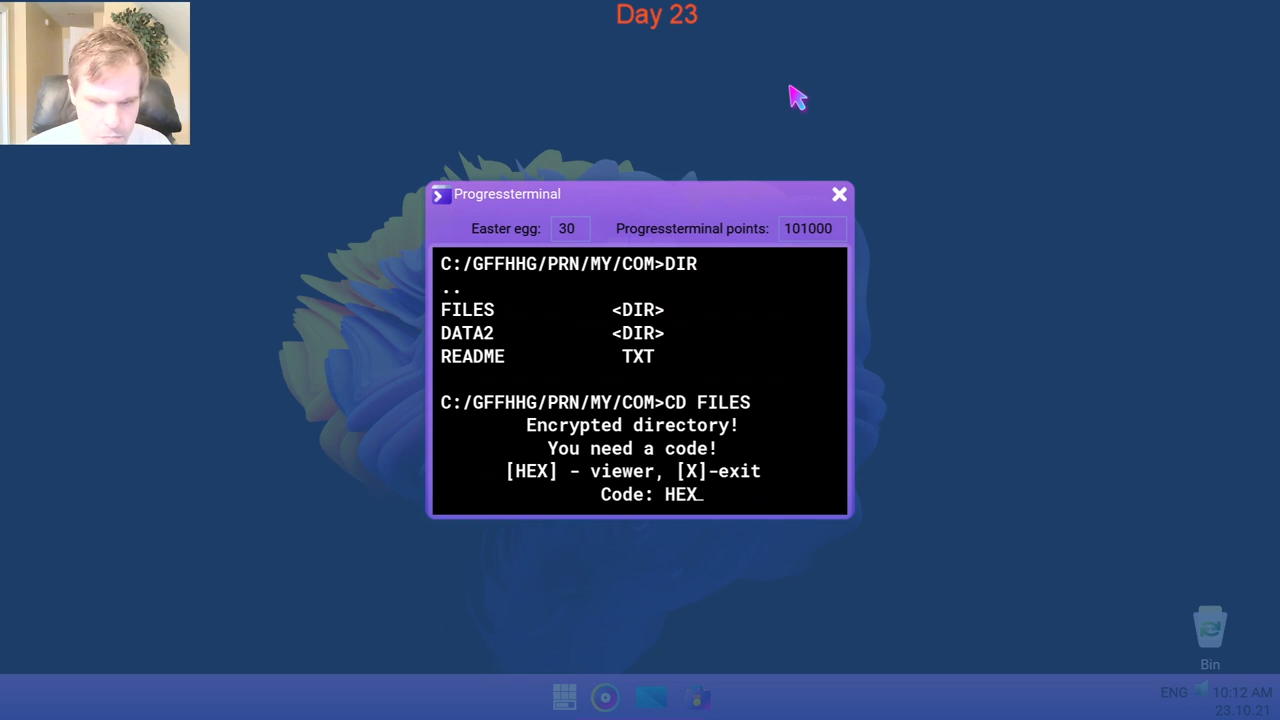 Day 23
Progressterminal
Easter egg: 30 Progressterminal points: 101000
C:/GFFHHG/PRN/MY/COM>DIR
..
FILES <DIR>
DATA2 <DIR>
README TXT
C:/GFFHHG/PRN/MY/COM>CD FILES
Encrypted directory!
You need a code!
[HEX] - viewer, [X]-exit
Code: HEX_
Bin
ENG 10:12 AM
23.10.21